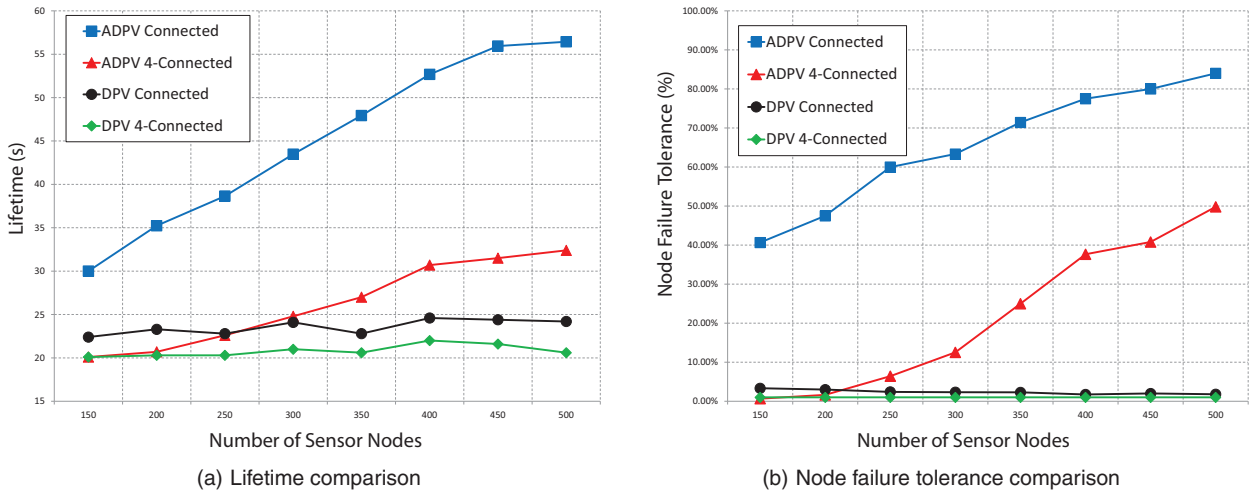 60
55
50
45
40
35
30
25
20
15
Lifetime (s)
ADPV Connected
ADPV 4-Connected
DPV Connected
DPV 4-Connected
150 200 250 300 350 400 450 500
Number of Sensor Nodes
(a) Lifetime comparison
100.00%
90.00%
80.00%
70.00%
60.00%
50.00%
40.00%
30.00%
20.00%
10.00%
0.00%
Node Failure Tolerance (%)
ADPV Connected
ADPV 4-Connected
DPV Connected
DPV 4-Connected
150 200 250 300 350 400 450 500
Number of Sensor Nodes
(b) Node failure tolerance comparison